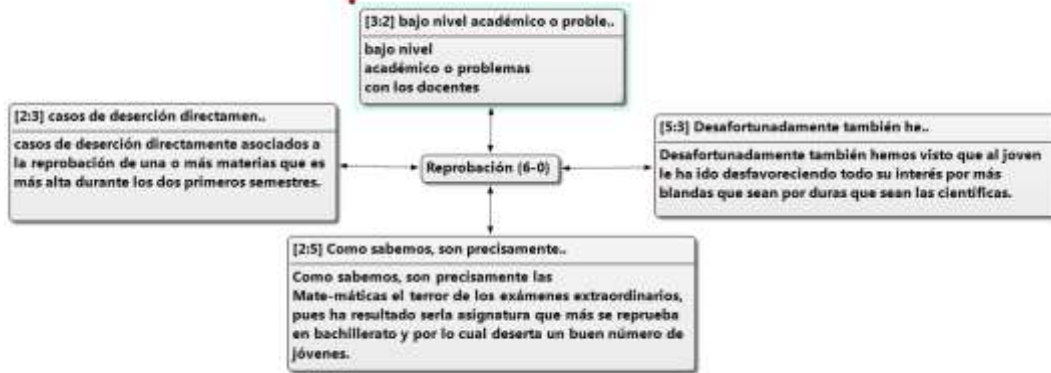 [3:2] bajo nivel académico o proble..
bajo nivel
académico o problemas
con los docentes
[2:3] casos de deserción directamen..
casos de deserción directamente asociados a
la reprobación de una o más materias que es
más alta durante los dos primeros semestres.
Reprobación (6-0)
[5:3] Desafortunadamente también he..
Desafortunadamente también hemos visto que al joven
le ha ido desfavoreciendo todo su interés por más
blandas que sean por duras que sean las científicas.
[2:5] Como sabemos, son precisamente..
Como sabemos, son precisamente las
Mate-máticas el terror de los exámenes extraordinarios,
pues ha resultado serla asignatura que más se reprueba
en bachillerato y por lo cual deserta un buen número de
jóvenes.